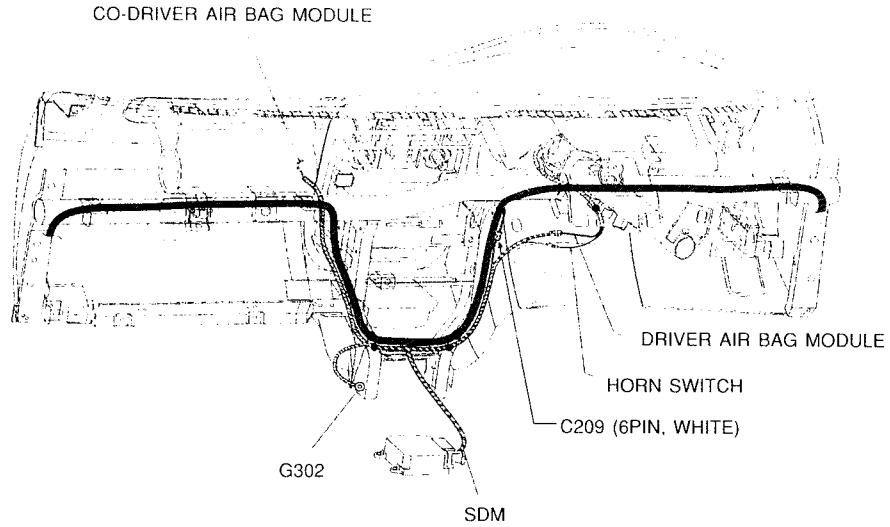 CO-DRIVER AIR BAG MODULE
DRIVER AIR BAG MODULE
HORN SWITCH
C209 (6PIN, WHITE)
G302
SDM